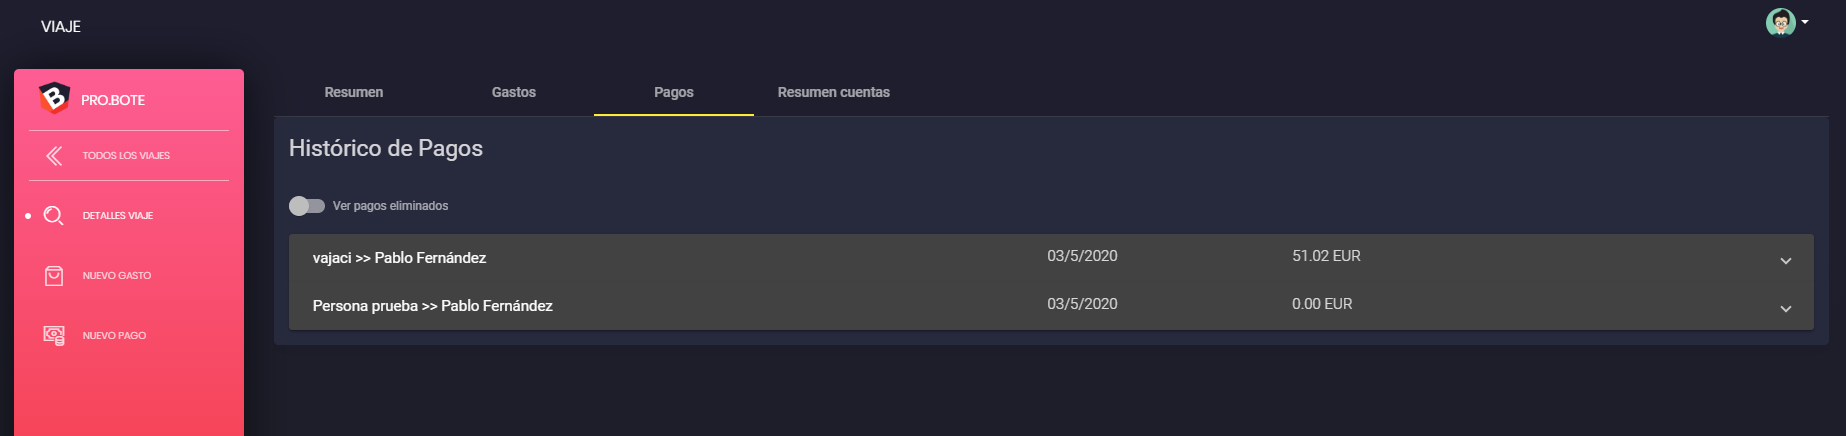 VIAJE
PRO.BOTE
TODOS LOS VIAJES
DETALLES VIAJE
NUEVO GASTO
NUEVO PAGO
Resumen Gastos Pagos Resumen cuentas
Histórico de Pagos
Ver pagos eliminados
vajaci >> Pablo Fernández 03/5/2020 51.02 EUR
Persona prueba >> Pablo Fernández 03/5/2020 0.00 EUR